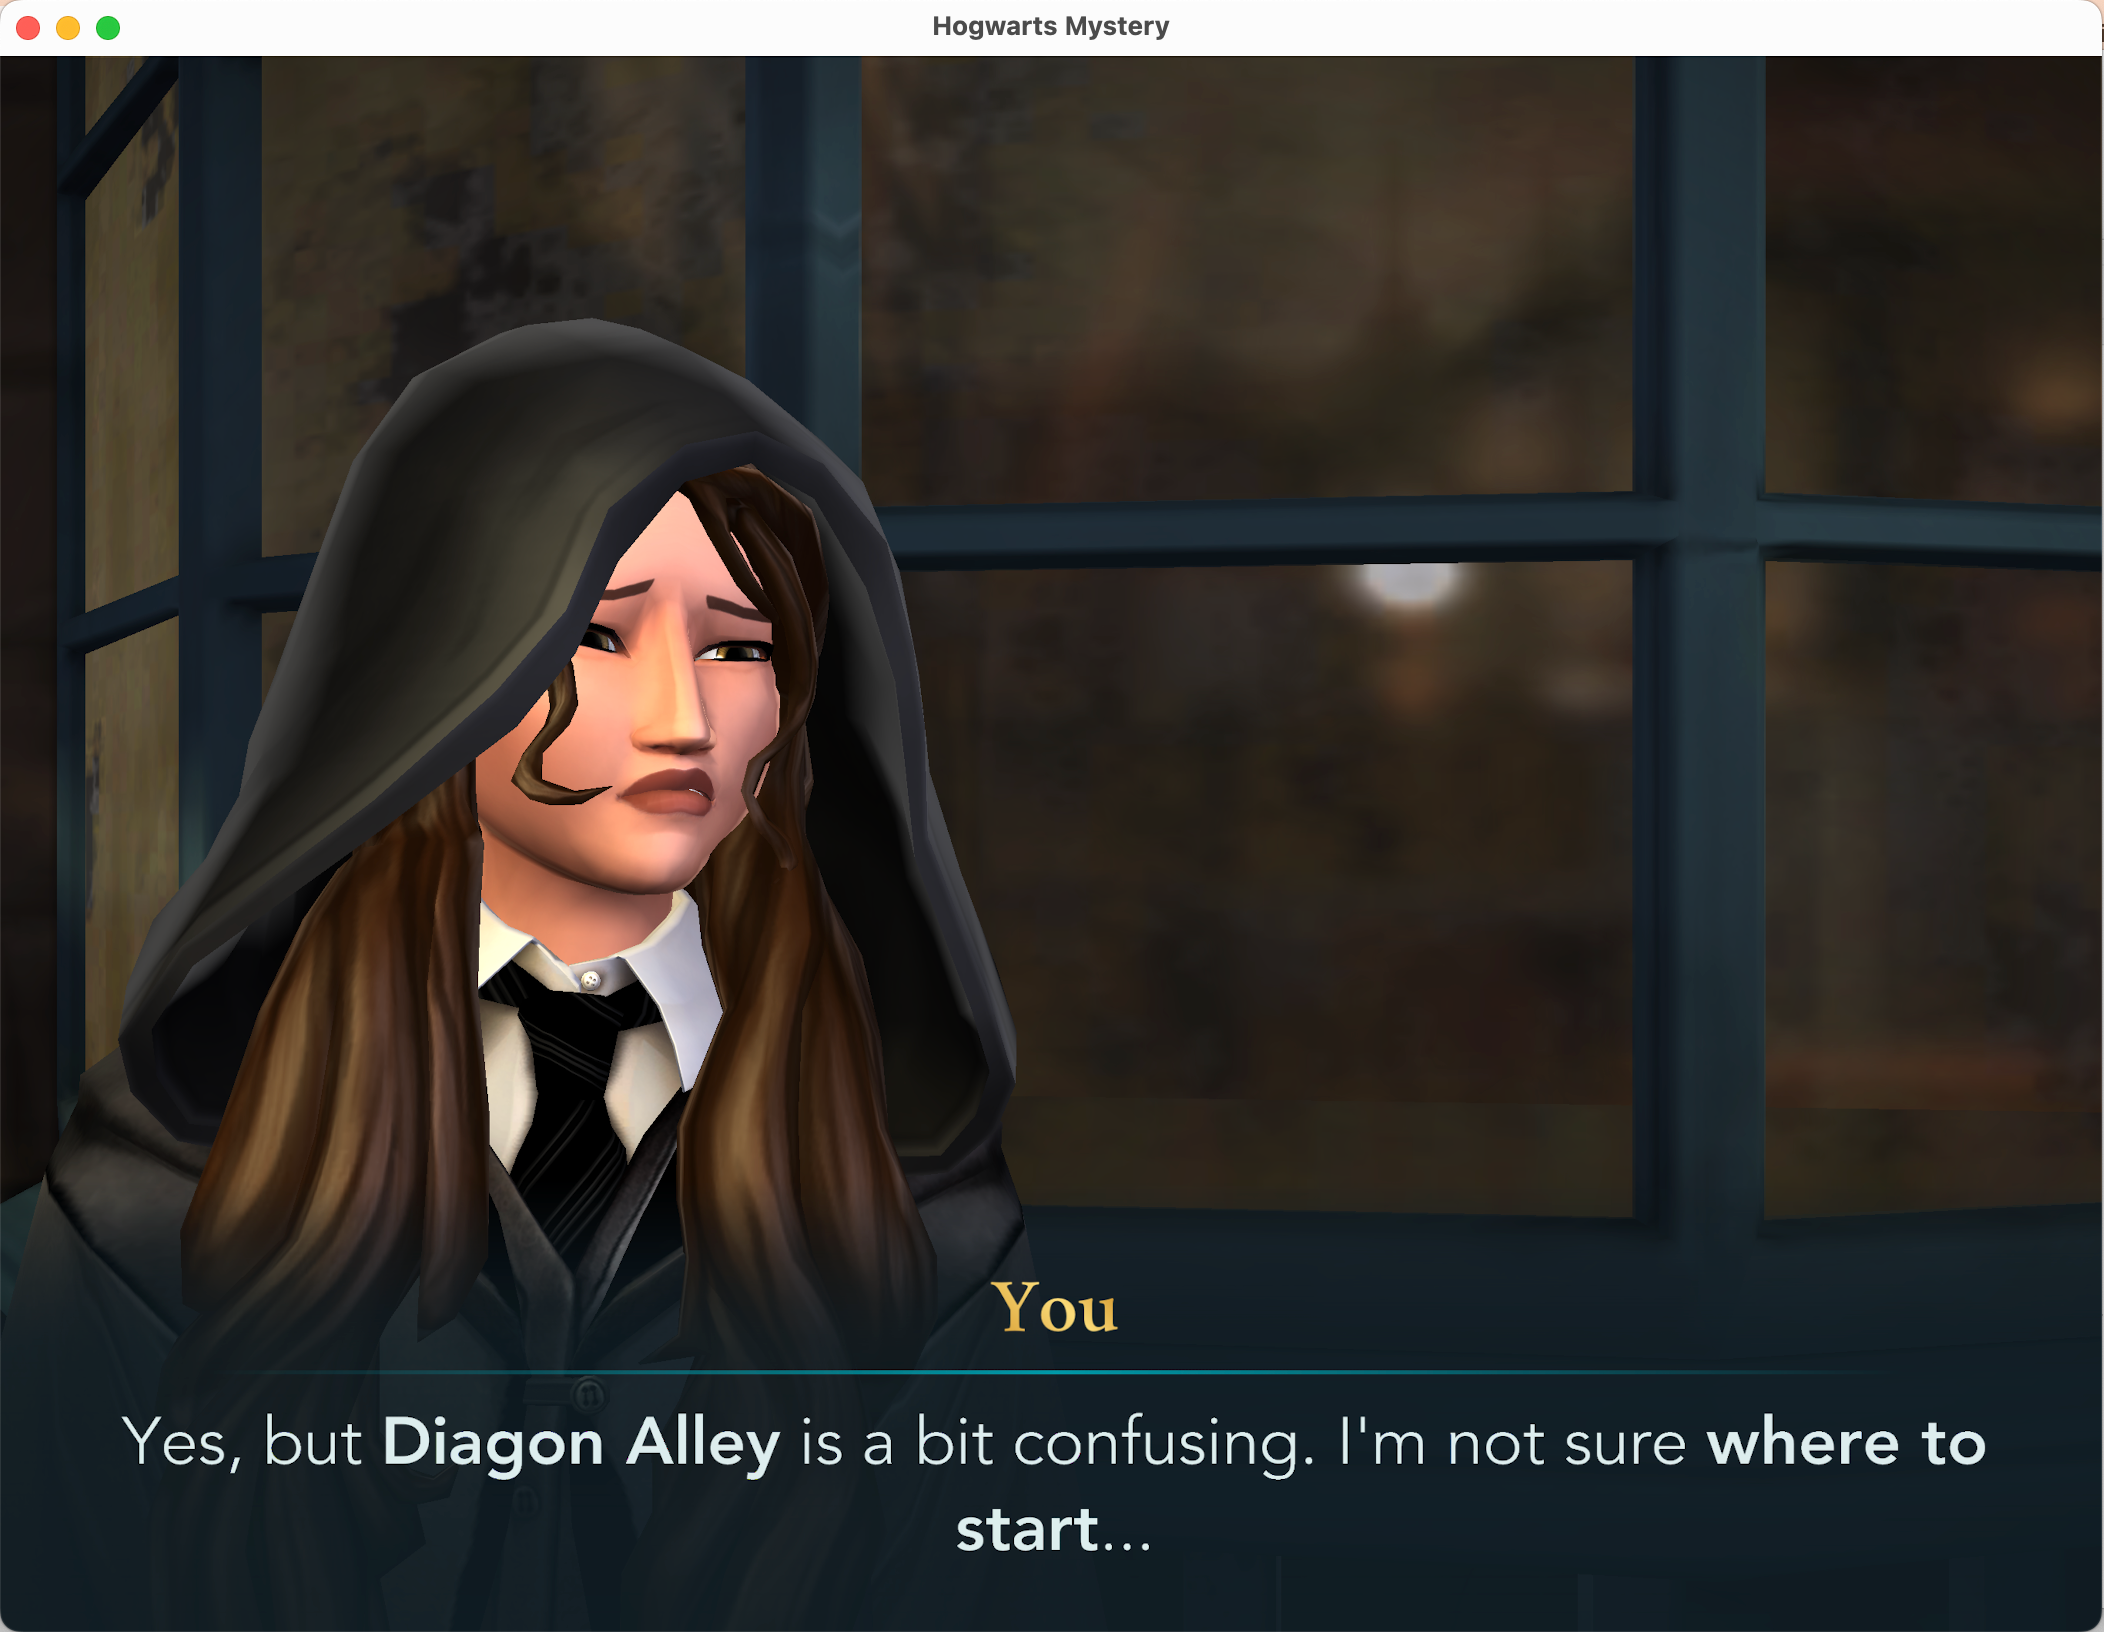 Hogwarts Mystery
You
Yes, but Diagon Alley is a bit confusing. I'm not sure where to
start...